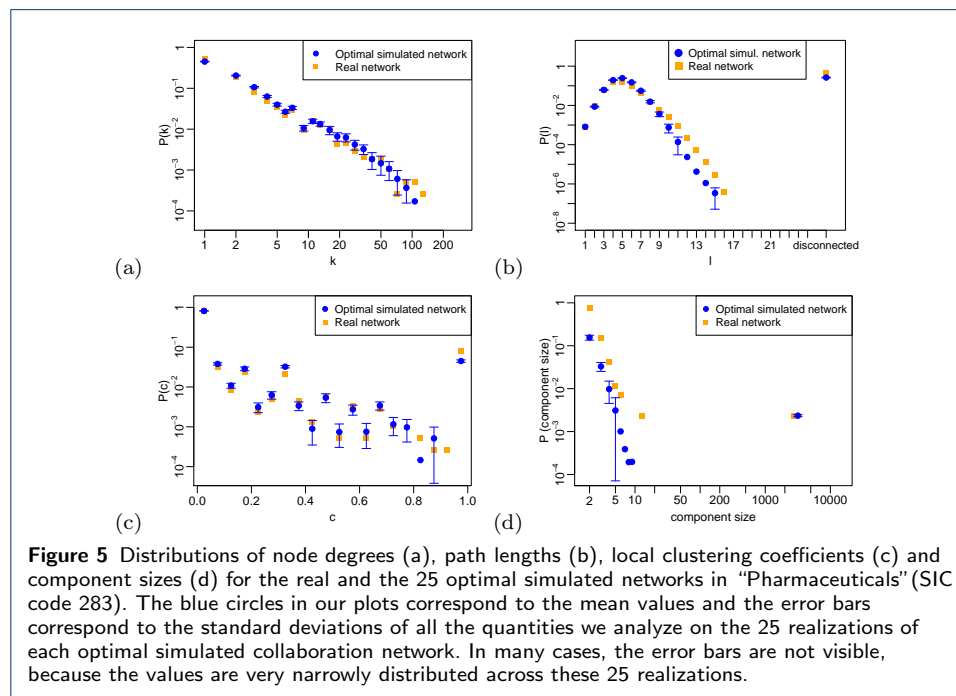 Optimal simulated network
Real network
P(k)
1
10^-1
10^-2
10^-3
10^-4
1 2 5 10 20 50 100 200
k
(a)
Optimal simul. network
Real network
P(l)
1
10^-2
10^-4
10^-6
10^-8
1 3 5 7 9 13 17 21 disconnected
l
(b)
Optimal simulated network
Real network
P(c)
1
10^-1
10^-2
10^-3
10^-4
0.0 0.2 0.4 0.6 0.8 1.0
c
(c)
Optimal simulated network
Real network
P (component size)
1
10^-1
10^-2
10^-3
10^-4
2 5 10 50 200 1000 10000
component size
(d)
Figure 5 Distributions of node degrees (a), path lengths (b), local clustering coefficients (c) and
component sizes (d) for the real and the 25 optimal simulated networks in “Pharmaceuticals”(SIC
code 283). The blue circles in our plots correspond to the mean values and the error bars
correspond to the standard deviations of all the quantities we analyze on the 25 realizations of
each optimal simulated collaboration network. In many cases, the error bars are not visible,
because the values are very narrowly distributed across these 25 realizations.